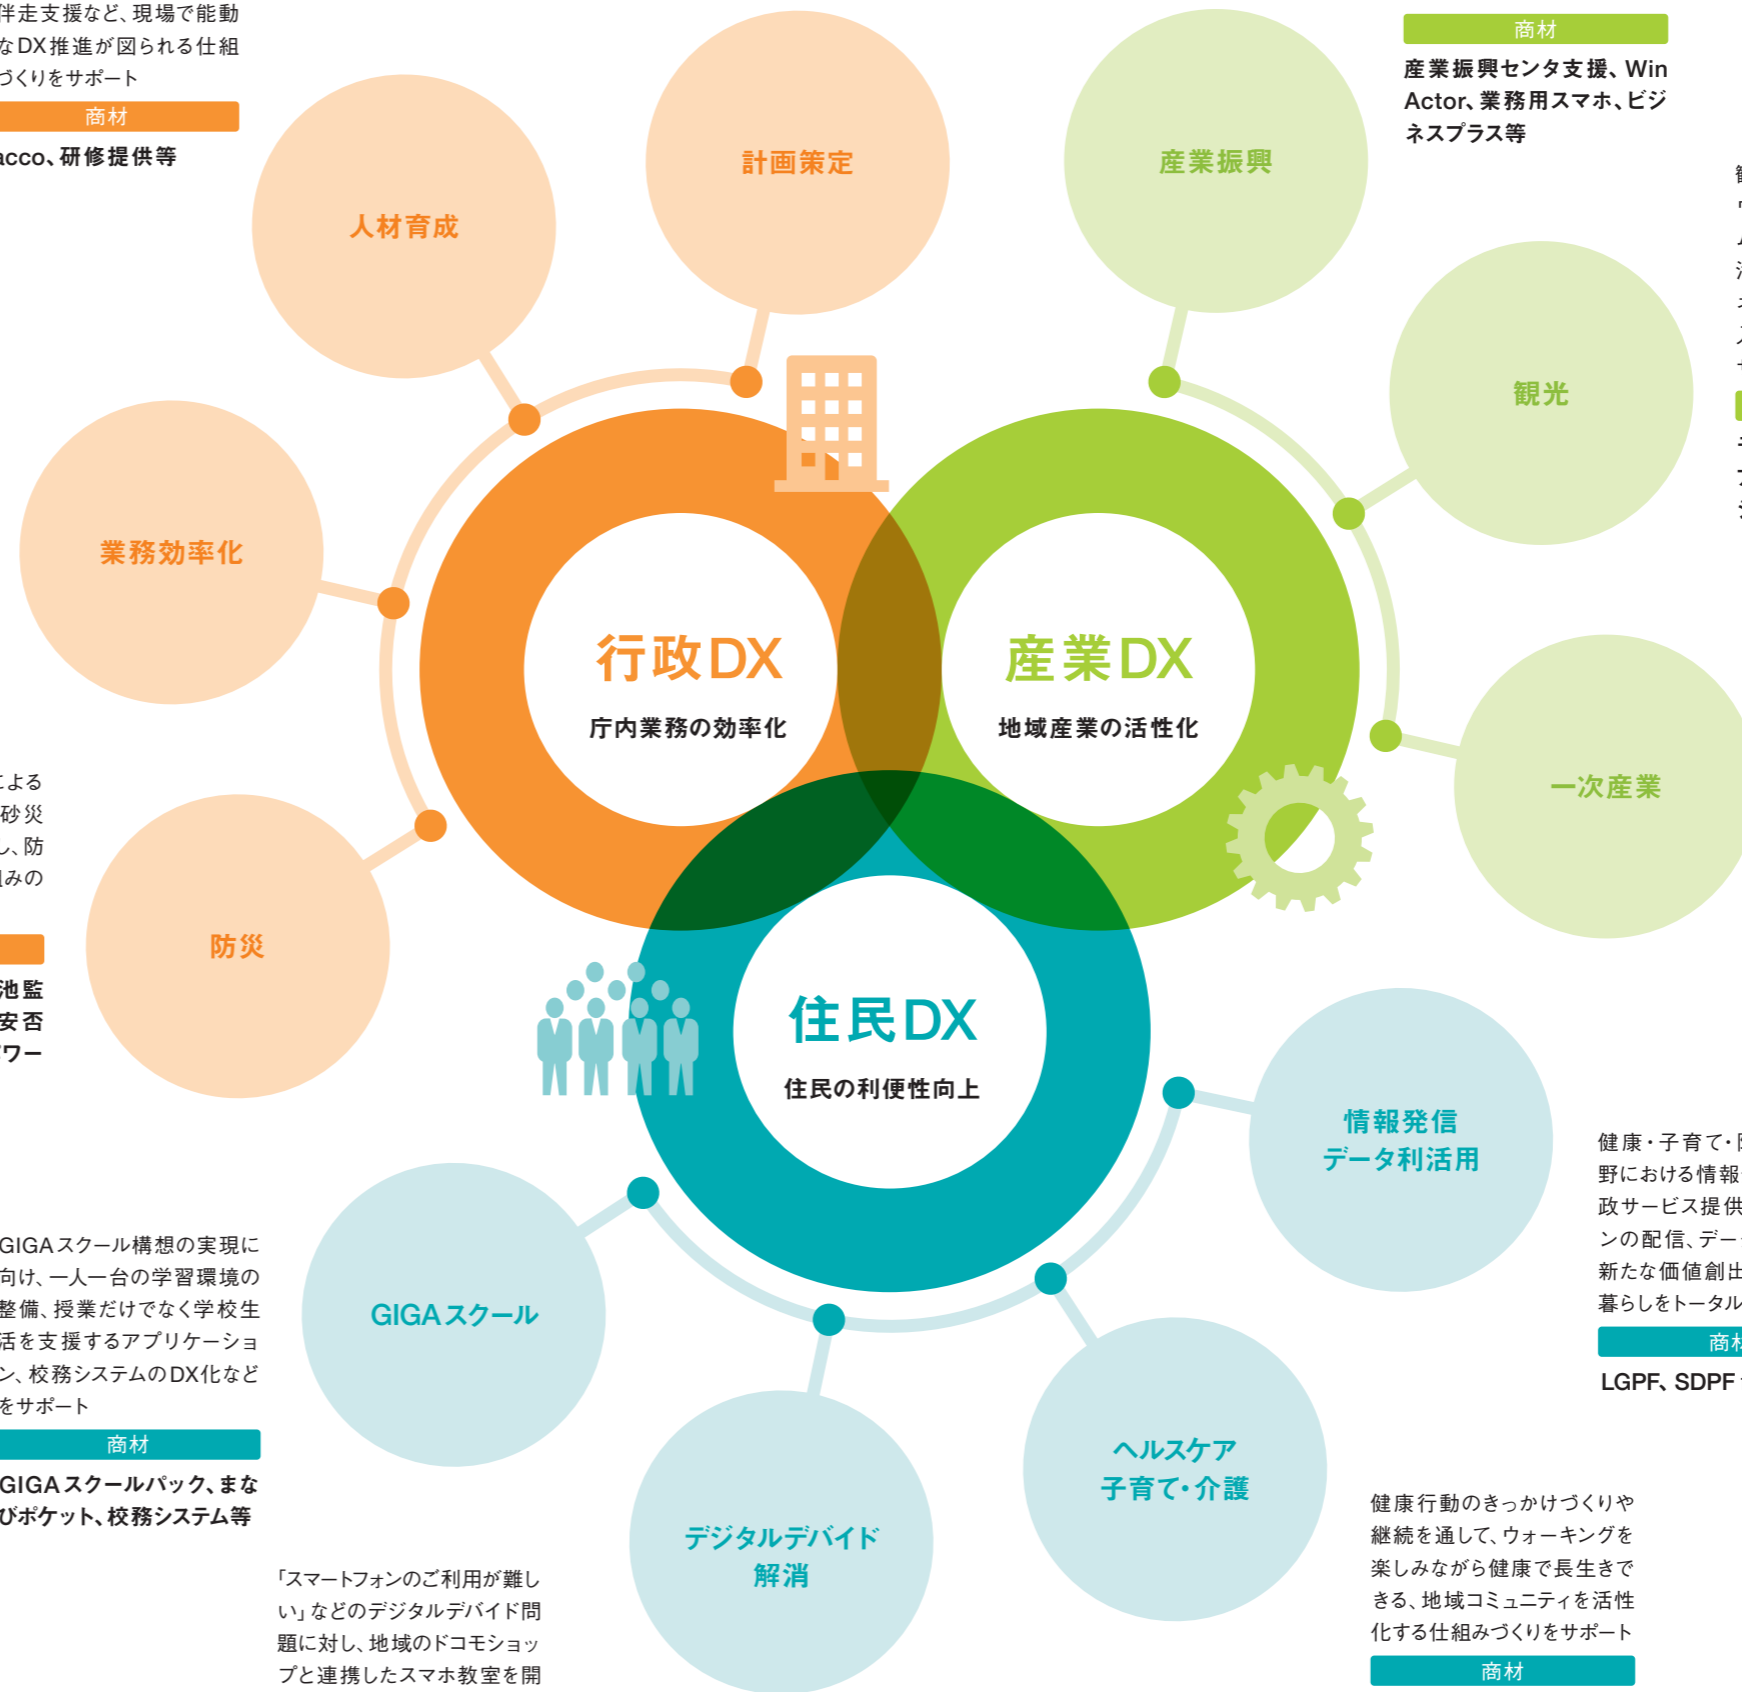 伴走支援など、現場で能動
なDX推進が図られる仕組
づくりをサポート
商材
acco、研修提供等
計画策定
人材育成
業務効率化
による
砂災
し、防
組みの
池監
安否
パワー
防災
行政DX
庁内業務の効率化
産業DX
地域産業の活性化
住民DX
住民の利便性向上
産業振興
商材
産業振興センタ支援、Win
Actor、業務用スマホ、ビジ
ネスプラス等
観光
一次産業
情報発信
データ利活用
健康・子育て・
野における情報
政サービス提供
ンの配信、デー
新たな価値創出
暮らしをトータル
商材
LGPF、SDPF
ヘルスケア
子育て・介護
健康行動のきっかけづくりや
継続を通して、ウォーキングを
楽しみながら健康で長生きで
きる、地域コミュニティを活性
化する仕組みづくりをサポート
商材
デジタルデバイド
解消
「スマートフォンのご利用が難し
い」などのデジタルデバイド問
題に対し、地域のドコモショッ
プと連携したスマホ教室を開
GIGAスクール
GIGAスクール構想の実現に
向け、一人一台の学習環境の
整備、授業だけでなく学校生
活を支援するアプリケーショ
ン、校務システムのDX化など
をサポート
商材
GIGAスクールパック、まな
びポケット、校務システム等